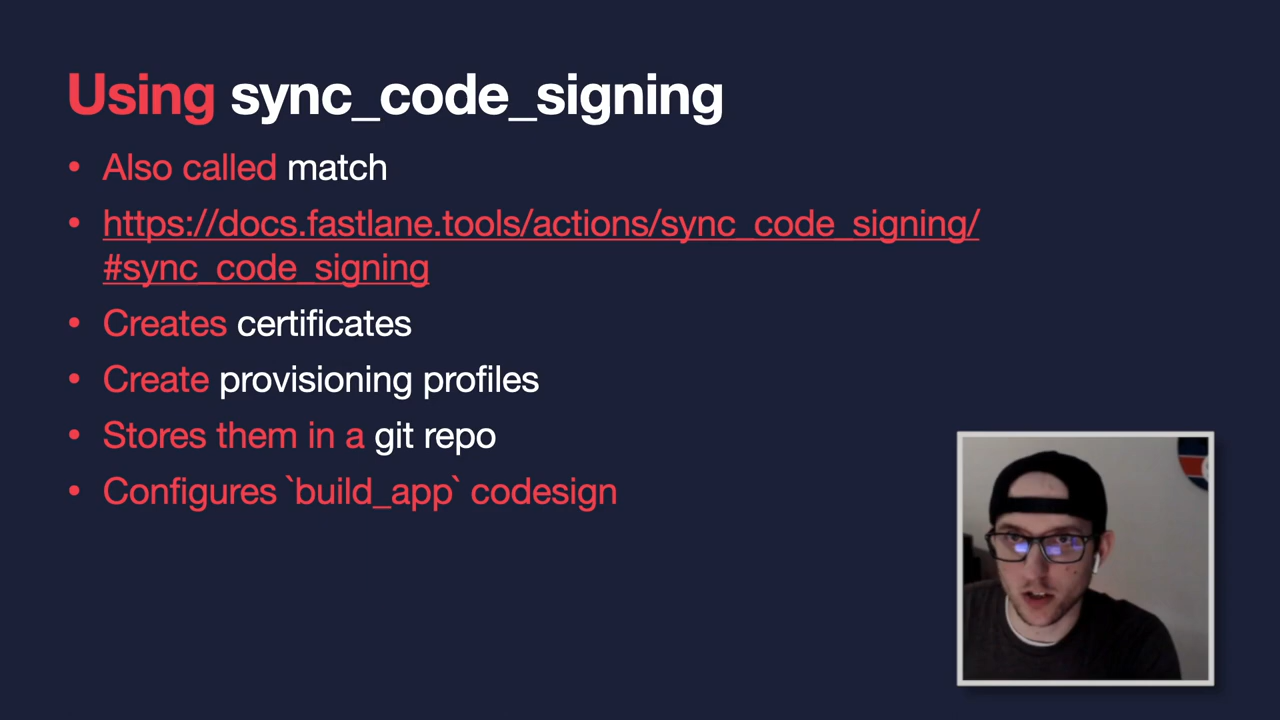 Using sync_code_signing
• Also called match
• https://docs.fastlane.tools/actions/sync_code_signing/
#sync_code_signing
• Creates certificates
• Create provisioning profiles
• Stores them in a git repo
• Configures `build_app` codesign